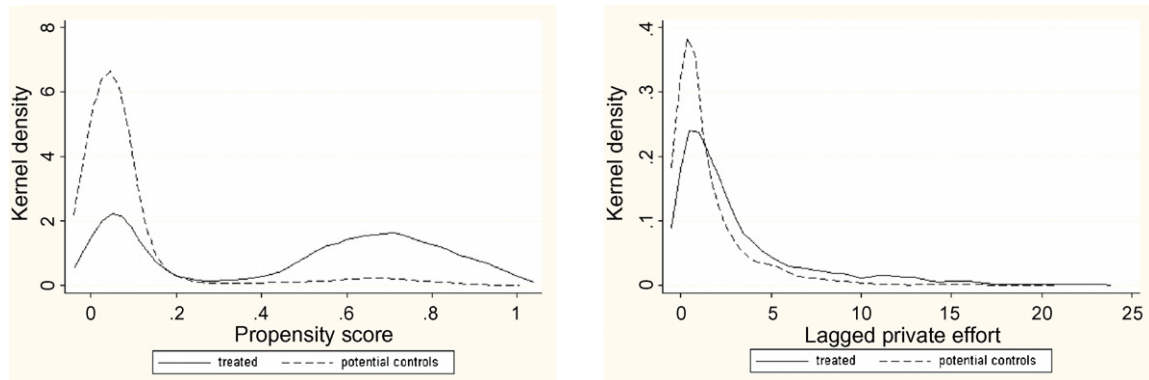 Kernel density
8
6
4
2
0
0 .2 .4 .6 .8 1
Propensity score
treated potential controls
Kernel density
.4
.3
.2
.1
0
0 5 10 15 20 25
Lagged private effort
treated potential controls